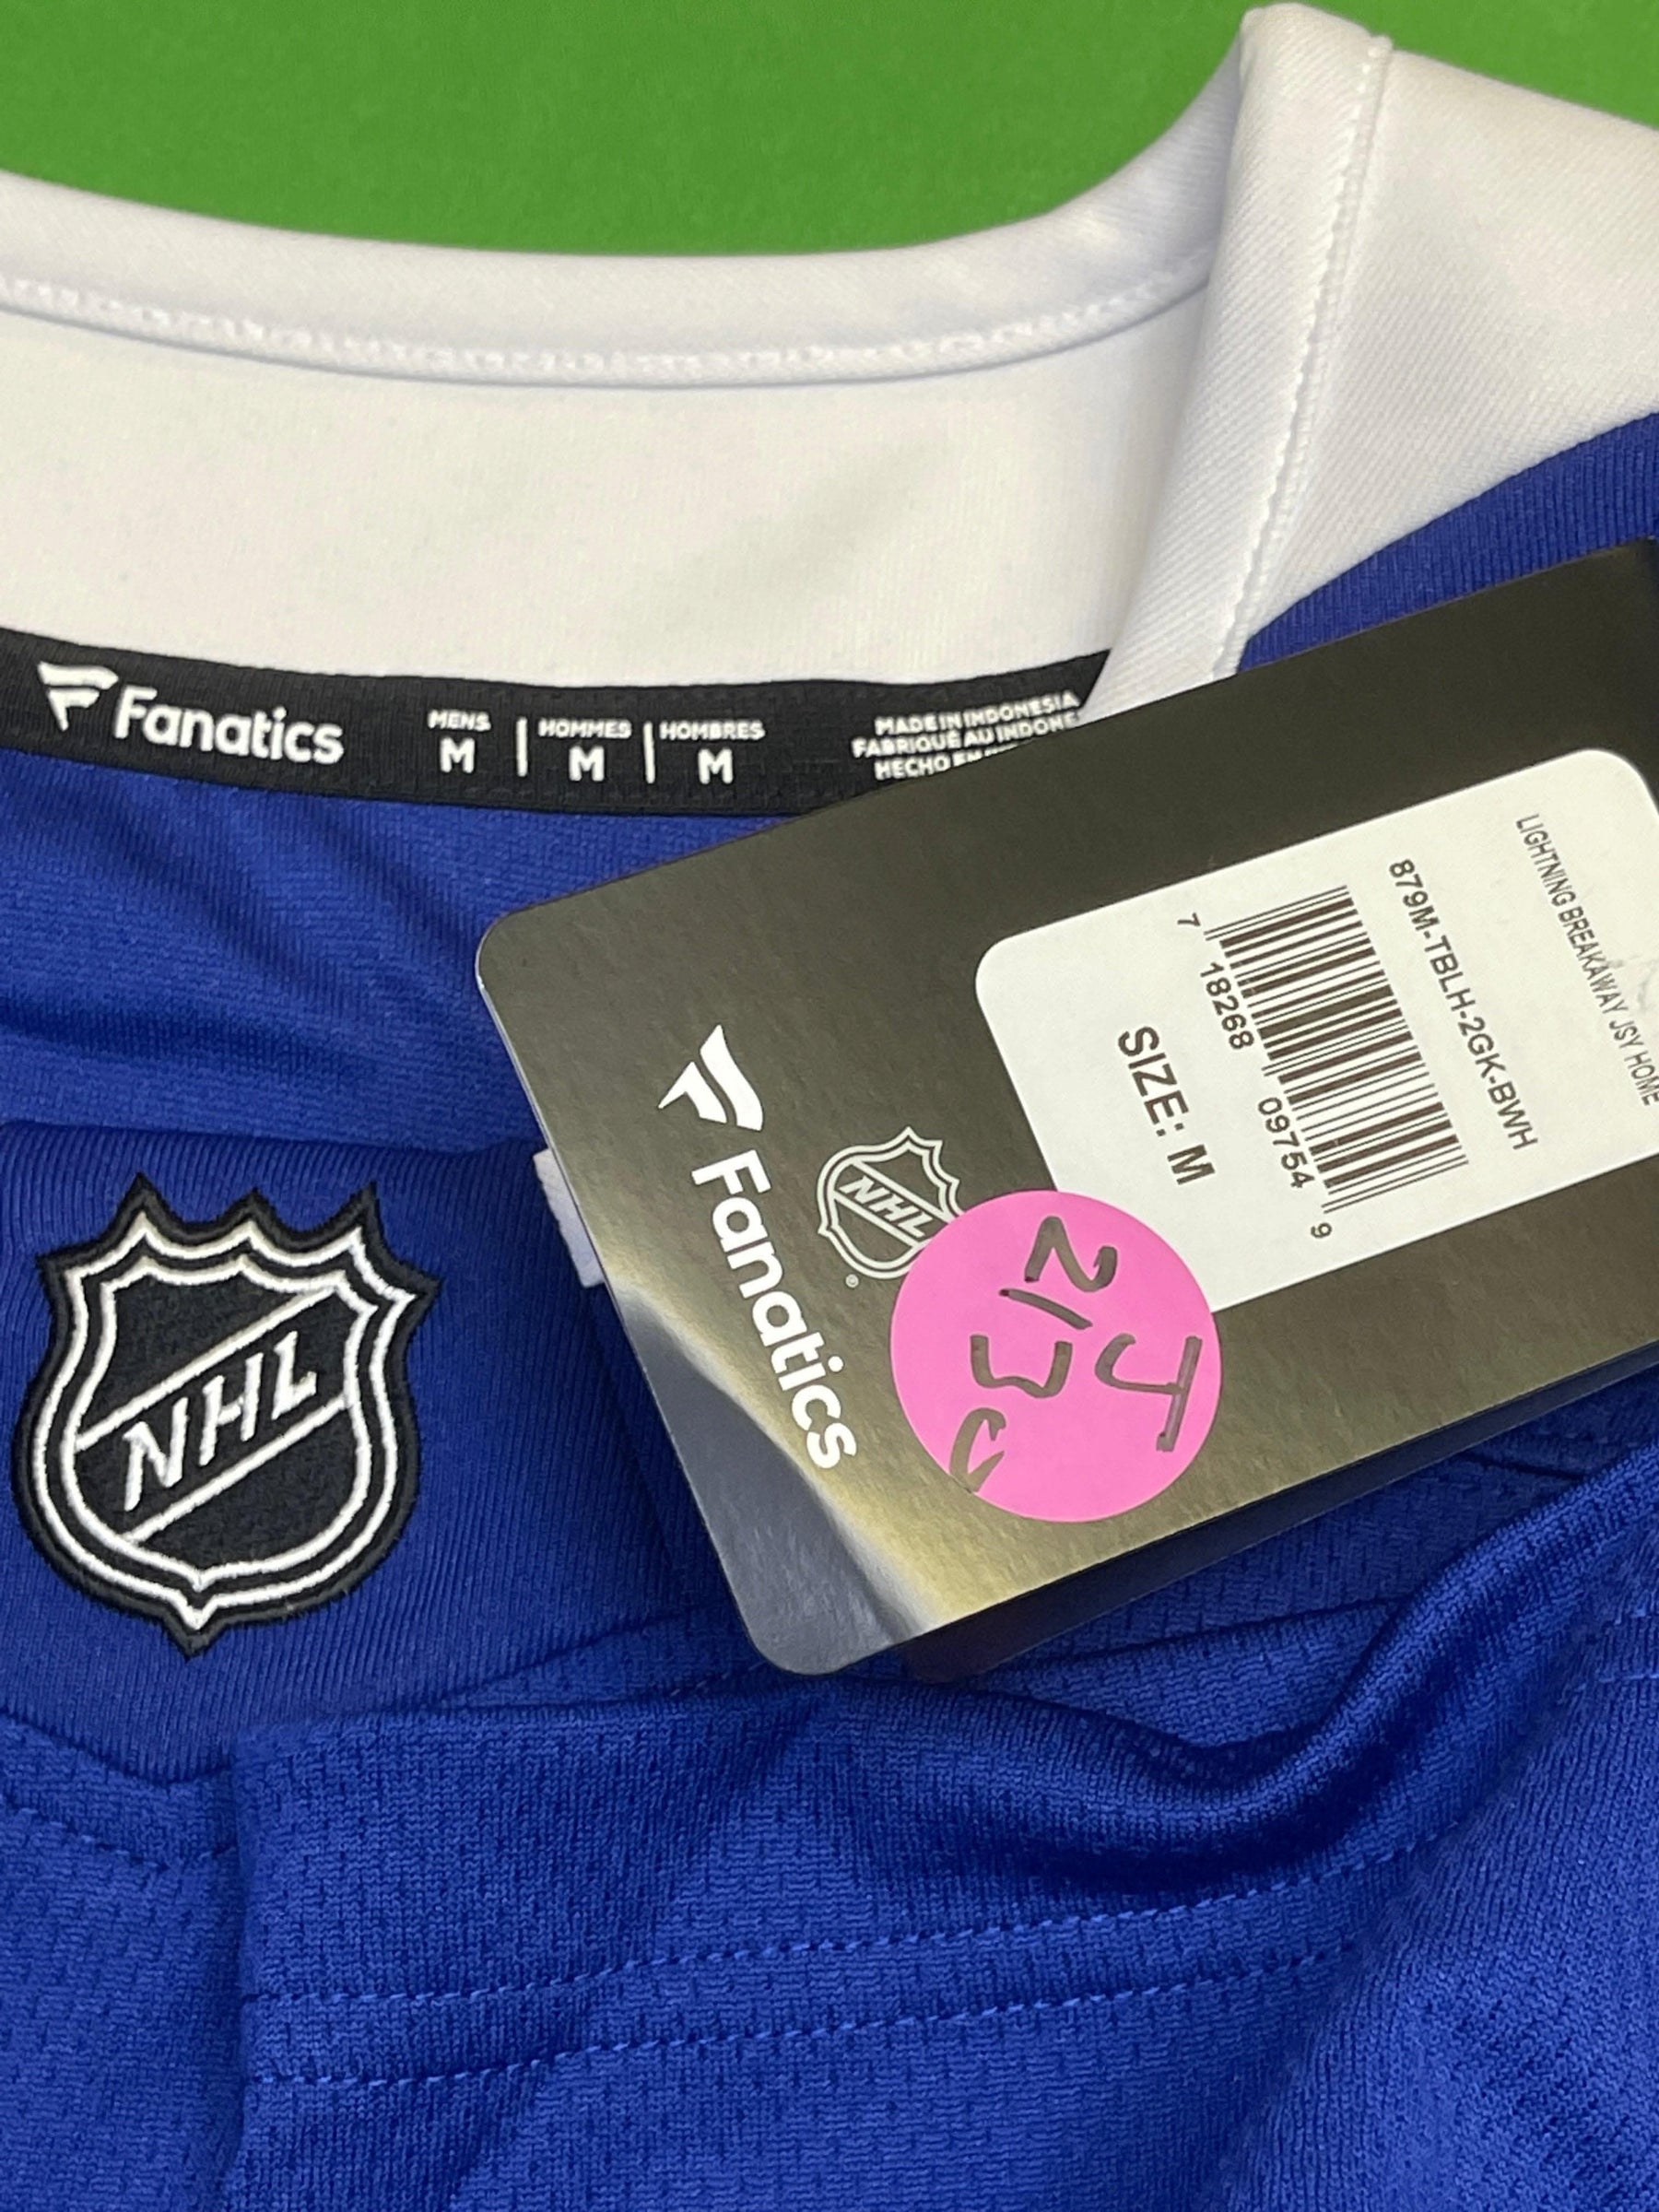 Fanatics
MENS
M
HOMMES
M
HOMBRES
M
MADE IN INDONESIA
FABRIQUÉ AU INDONE
HECHO EN
LIGHTNING BREAKAWAY JSY HOME
879M-TBLH-2GK-BWH
7 18268 09754 9
SIZE: M
NHL
®
Fanatics
NHL